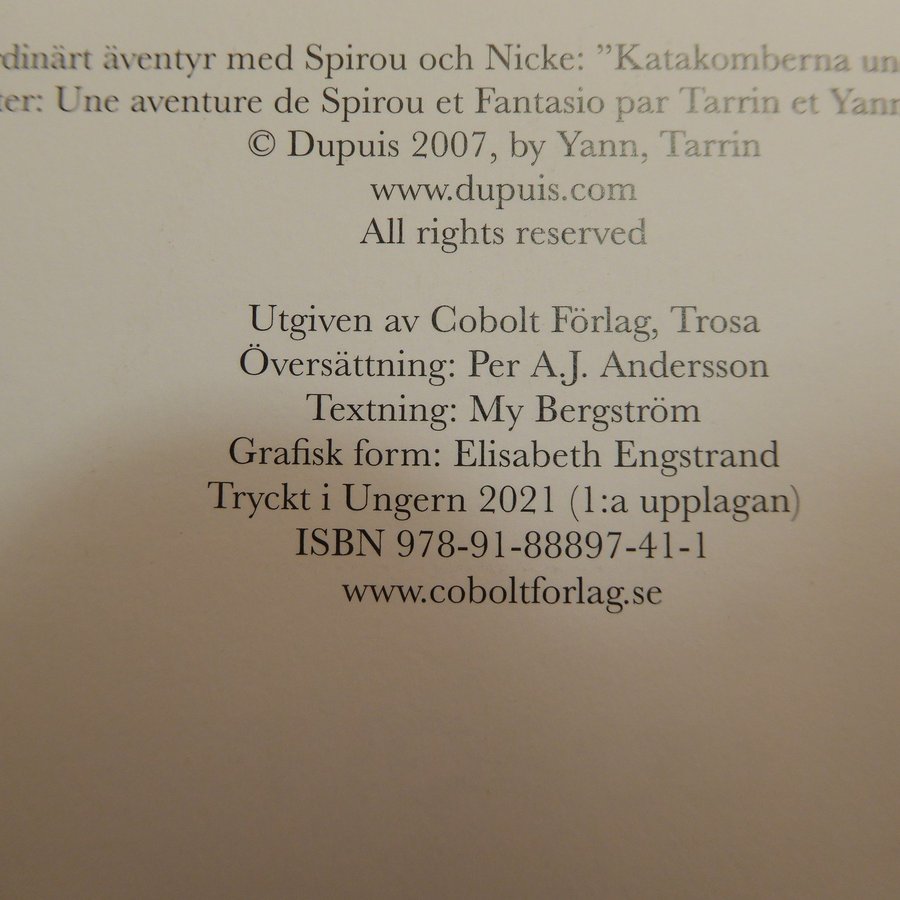 dinärt äventyr med Spirou och Nicke: ”Katakomberna un
ter: Une aventure de Spirou et Fantasio par Tarrin et Yann
© Dupuis 2007, by Yann, Tarrin
www.dupuis.com
All rights reserved
Utgiven av Cobolt Förlag, Trosa
Översättning: Per A.J. Andersson
Textning: My Bergström
Grafisk form: Elisabeth Engstrand
Tryckt i Ungern 2021 (1:a upplagan)
ISBN 978-91-88897-41-1
www.coboltforlag.se